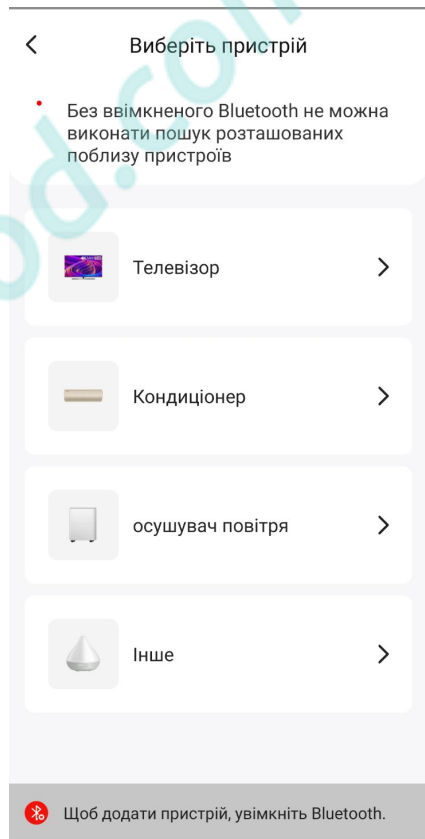 Виберіть пристрій
Без ввімкненого Bluetooth не можна
виконати пошук розташованих
поблизу пристроїв
Телевізор
Кондиціонер
осушувач повітря
Інше
Щоб додати пристрій, увімкніть Bluetooth.